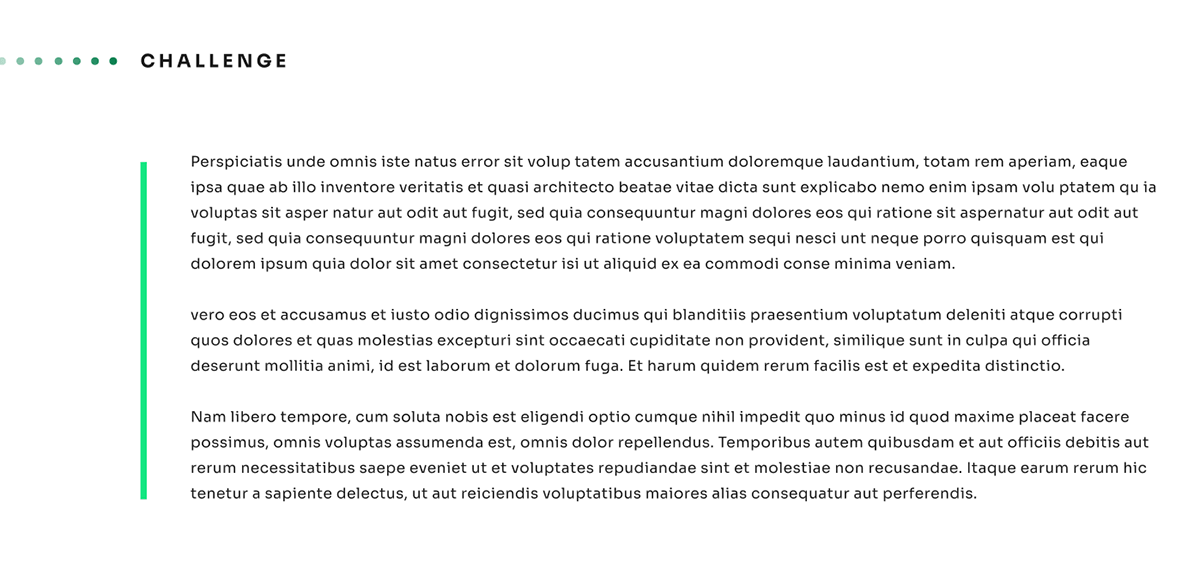 CHALLENGE
Perspiciatis unde omnis iste natus error sit volup tatem accusantium doloremque laudantium, totam rem aperiam, eaque
ipsa quae ab illo inventore veritatis et quasi architecto beatae vitae dicta sunt explicabo nemo enim ipsam volu ptatem qu ia
voluptas sit asper natur aut odit aut fugit, sed quia consequuntur magni dolores eos qui ratione sit aspernatur aut odit aut
fugit, sed quia consequuntur magni dolores eos qui ratione voluptatem sequi nesci unt neque porro quisquam est qui
dolorem ipsum quia dolor sit amet consectetur isi ut aliquid ex ea commodi conse minima veniam.
vero eos et accusamus et iusto odio dignissimos ducimus qui blanditiis praesentium voluptatum deleniti atque corrupti
quos dolores et quas molestias excepturi sint occaecati cupiditate non provident, similique sunt in culpa qui officia
deserunt mollitia animi, id est laborum et dolorum fuga. Et harum quidem rerum facilis est et expedita distinctio.
Nam libero tempore, cum soluta nobis est eligendi optio cumque nihil impedit quo minus id quod maxime placeat facere
possimus, omnis voluptas assumenda est, omnis dolor repellendus. Temporibus autem quibusdam et aut officiis debitis aut
rerum necessitatibus saepe eveniet ut et voluptates repudiandae sint et molestiae non recusandae. Itaque earum rerum hic
tenetur a sapiente delectus, ut aut reiciendis voluptatibus maiores alias consequatur aut perferendis.